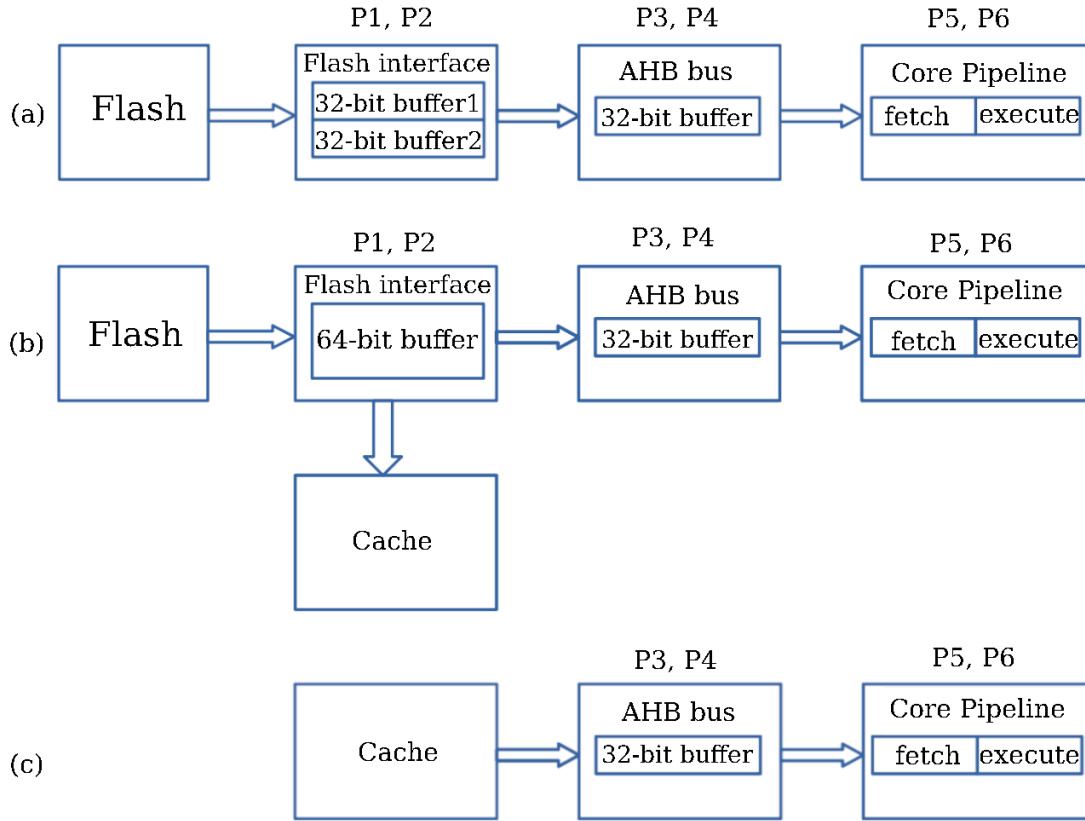 P1, P2
P3, P4
P5, P6
(a)
Flash
Flash interface
32-bit buffer1
32-bit buffer2
AHB bus
32-bit buffer
Core Pipeline
fetch
execute
P1, P2
P3, P4
P5, P6
(b)
Flash
Flash interface
64-bit buffer
AHB bus
32-bit buffer
Core Pipeline
fetch
execute
Cache
P3, P4
P5, P6
(c)
Cache
AHB bus
32-bit buffer
Core Pipeline
fetch
execute